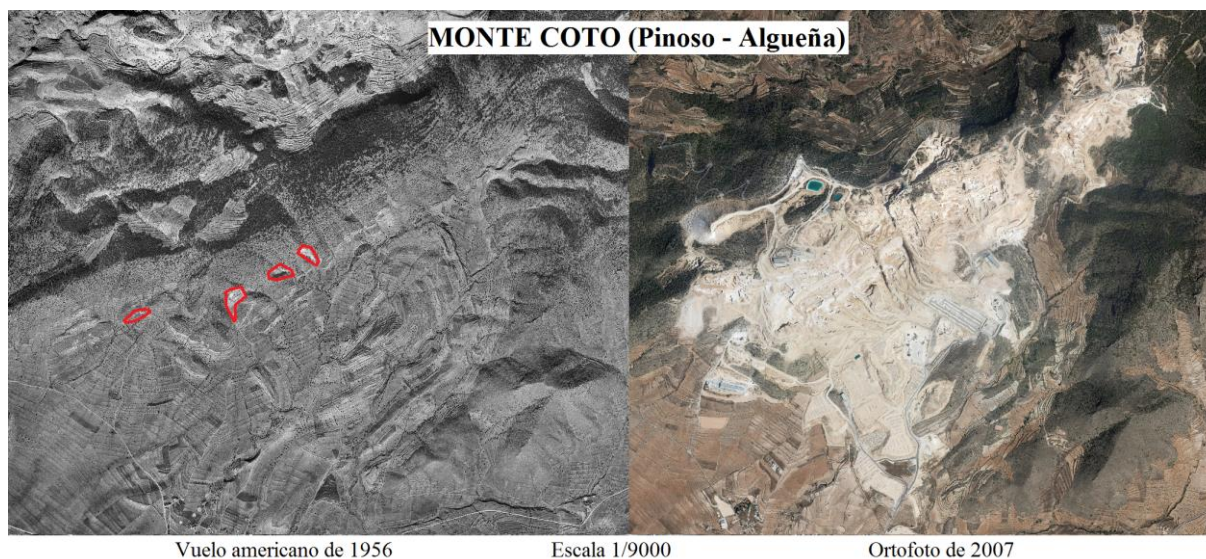 MONTE COTO (Pinoso - Algueña)
Vuelo americano de 1956 Escala 1/9000 Ortofoto de 2007